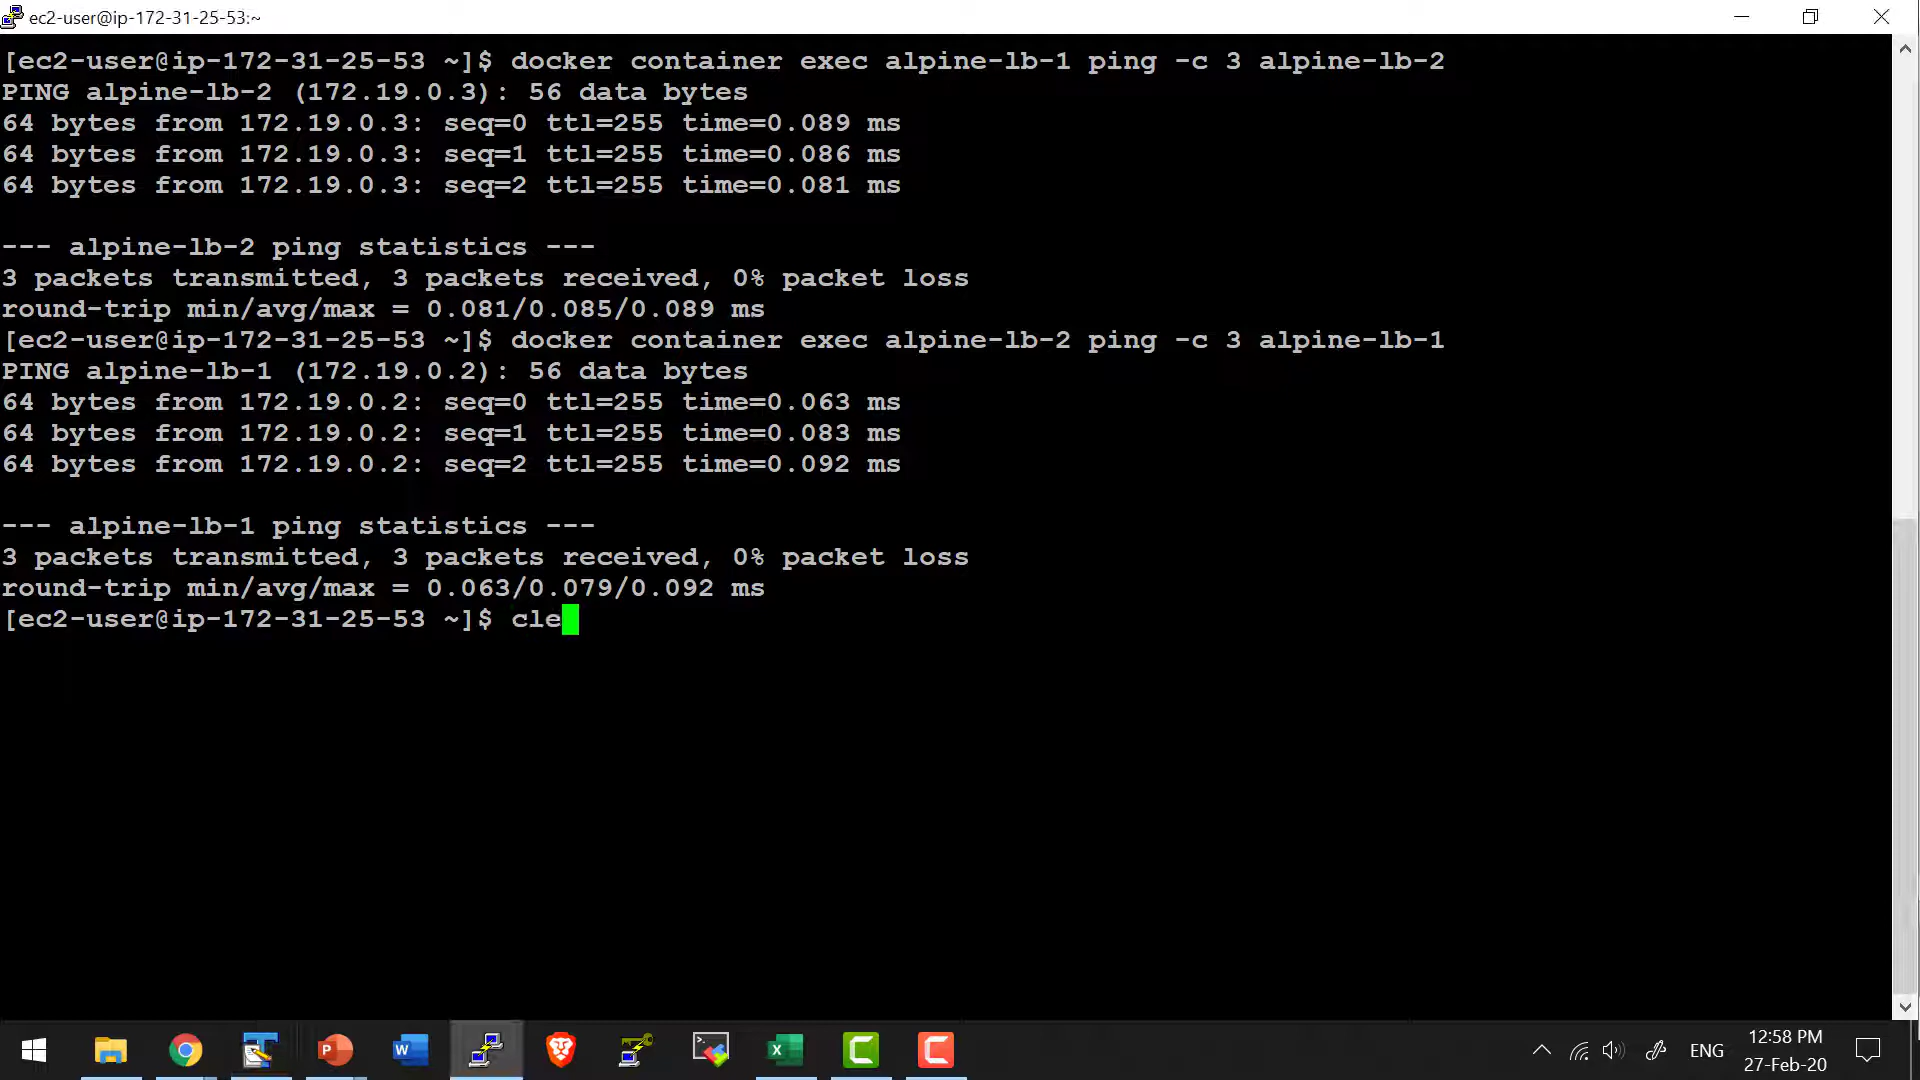 ec2-user@ip-172-31-25-53:~
[ec2-user@ip-172-31-25-53 ~]$ docker container exec alpine-lb-1 ping -c 3 alpine-lb-2
PING alpine-lb-2 (172.19.0.3): 56 data bytes
64 bytes from 172.19.0.3: seq=0 ttl=255 time=0.089 ms
64 bytes from 172.19.0.3: seq=1 ttl=255 time=0.086 ms
64 bytes from 172.19.0.3: seq=2 ttl=255 time=0.081 ms
--- alpine-lb-2 ping statistics ---
3 packets transmitted, 3 packets received, 0% packet loss
round-trip min/avg/max = 0.081/0.085/0.089 ms
[ec2-user@ip-172-31-25-53 ~]$ docker container exec alpine-lb-2 ping -c 3 alpine-lb-1
PING alpine-lb-1 (172.19.0.2): 56 data bytes
64 bytes from 172.19.0.2: seq=0 ttl=255 time=0.063 ms
64 bytes from 172.19.0.2: seq=1 ttl=255 time=0.083 ms
64 bytes from 172.19.0.2: seq=2 ttl=255 time=0.092 ms
--- alpine-lb-1 ping statistics ---
3 packets transmitted, 3 packets received, 0% packet loss
round-trip min/avg/max = 0.063/0.079/0.092 ms
[ec2-user@ip-172-31-25-53 ~]$ cle
ENG
12:58 PM
27-Feb-20